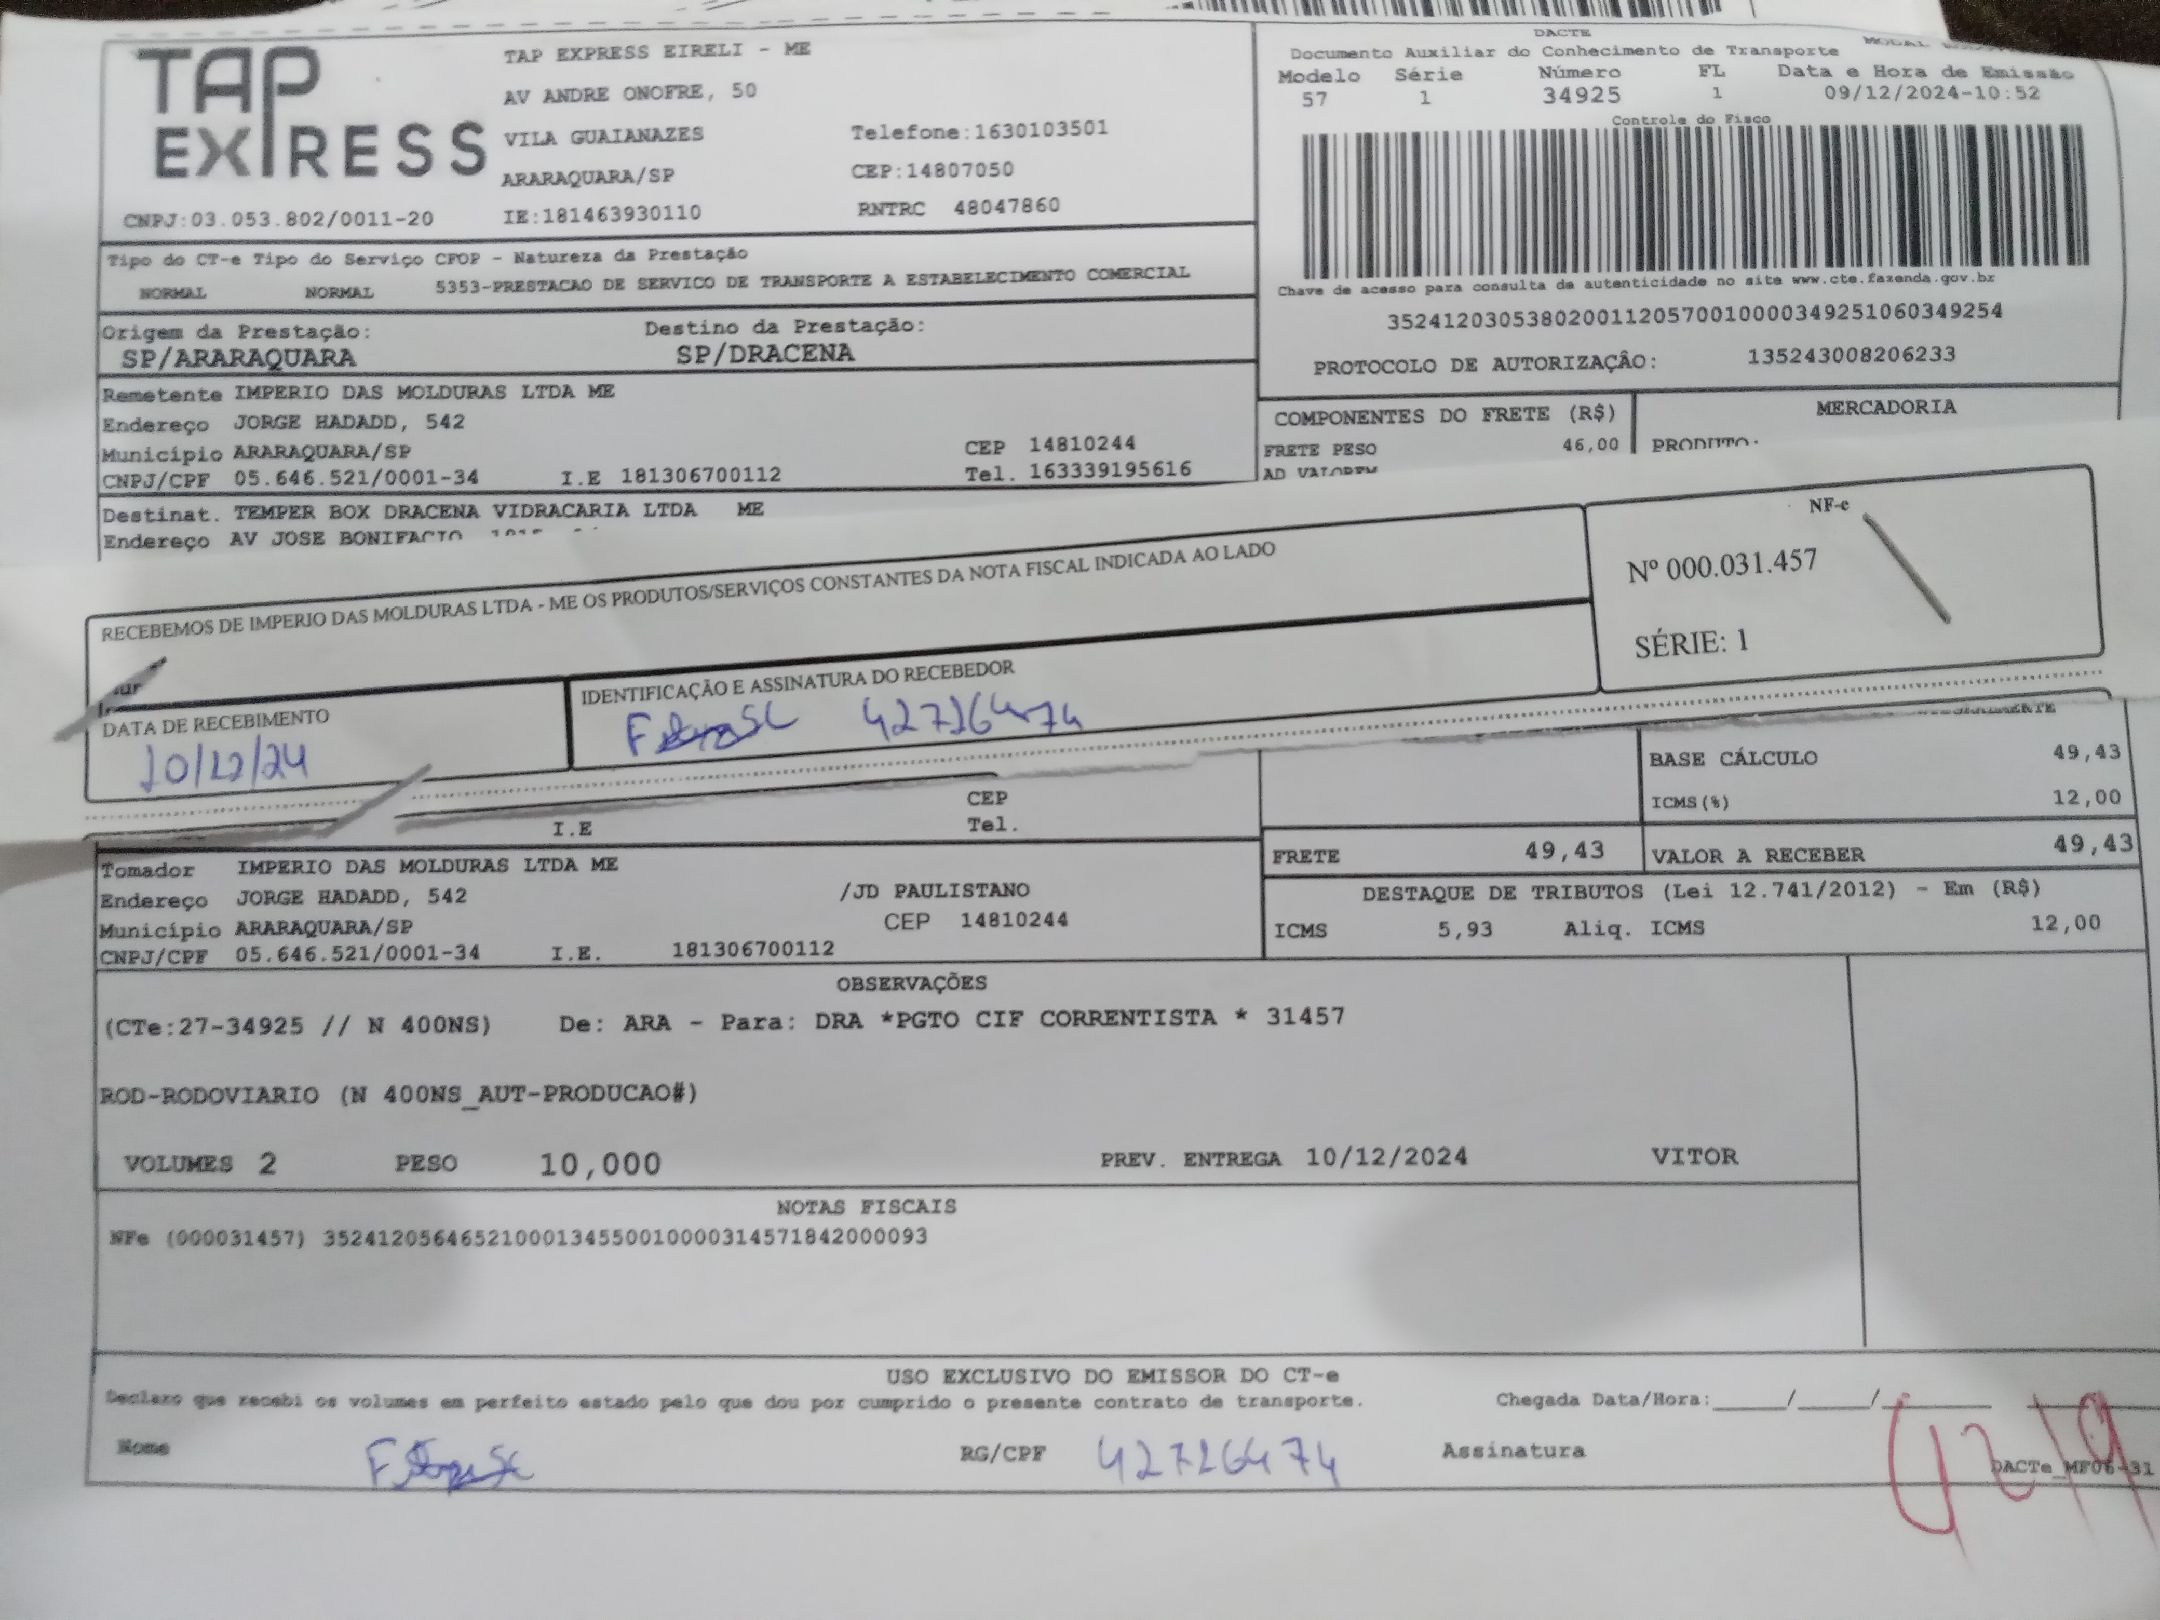 TAP EXPRESS
TAP EXPRESS EIRELI - ME
AV ANDRE ONOFRE, 50
VILA GUAIANAZES Telefone:1630103501
ARARAQUARA/SP CEP:14807050
CNPJ:03.053.802/0011-20 IE:181463930110 RNTRC 48047860
DACTE
Documento Auxiliar do Conhecimento de Transporte MODAL
Modelo Série Número FL Data e Hora de Emissão
57 1 34925 1 09/12/2024-10:52
Controle do Fisco
Chave de acesso para consulta de autenticidade no site www.cte.fazenda.gov.br
35241203053802001120570010000349251060349254
PROTOCOLO DE AUTORIZAÇÂO: 135243008206233
Tipo do CT-e Tipo do Serviço CFOP - Natureza da Prestação
NORMAL NORMAL 5353-PRESTACAO DE SERVICO DE TRANSPORTE A ESTABELECIMENTO COMERCIAL
Origem da Prestação: Destino da Prestação:
SP/ARARAQUARA SP/DRACENA
Remetente IMPERIO DAS MOLDURAS LTDA ME
Endereço JORGE HADADD, 542
Município ARARAQUARA/SP CEP 14810244
CNPJ/CPF 05.646.521/0001-34 I.E 181306700112 Tel. 163339195616
COMPONENTES DO FRETE (R$) MERCADORIA
FRETE PESO 46,00 PRODUTO:
AD VALOREM
Destinat. TEMPER BOX DRACENA VIDRACARIA LTDA ME
Endereço AV JOSE BONIFACIO
RECEBEMOS DE IMPERIO DAS MOLDURAS LTDA - ME OS PRODUTOS/SERVIÇOS CONSTANTES DA NOTA FISCAL INDICADA AO LADO
NF-e
Nº 000.031.457
SÉRIE: 1
DATA DE RECEBIMENTO IDENTIFICAÇÃO E ASSINATURA DO RECEBEDOR
10/12/24 42726474
BASE CÁLCULO 49,43
ICMS(%) 12,00
CEP
I.E Tel.
FRETE 49,43 VALOR A RECEBER 49,43
Tomador IMPERIO DAS MOLDURAS LTDA ME
Endereço JORGE HADADD, 542 /JD PAULISTANO
Município ARARAQUARA/SP CEP 14810244
CNPJ/CPF 05.646.521/0001-34 I.E. 181306700112
DESTAQUE DE TRIBUTOS (Lei 12.741/2012) - Em (R$)
ICMS 5,93 Aliq. ICMS 12,00
OBSERVAÇÕES
(CTe:27-34925 // N 400NS) De: ARA - Para: DRA *PGTO CIF CORRENTISTA * 31457
ROD-RODOVIARIO (N 400NS_AUT-PRODUCAO#)
VOLUMES 2 PESO 10,000 PREV. ENTREGA 10/12/2024 VITOR
NOTAS FISCAIS
NFe (000031457) 35241205646521000134550010000314571842000093
USO EXCLUSIVO DO EMISSOR DO CT-e
Declaro que recebi os volumes em perfeito estado pelo que dou por cumprido o presente contrato de transporte. Chegada Data/Hora:_____/_____/
Nome RG/CPF 42726474 Assinatura
DACTe_MF06-31